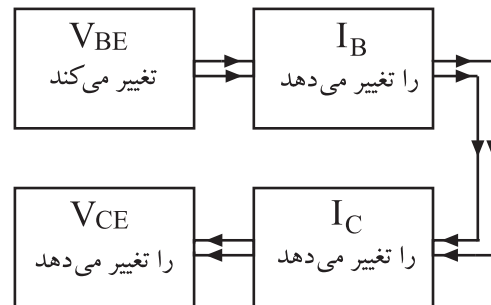 VBE
تغییر می‌کند
IB
را تغییر می‌دهد
IC
را تغییر می‌دهد
VCE
را تغییر می‌دهد